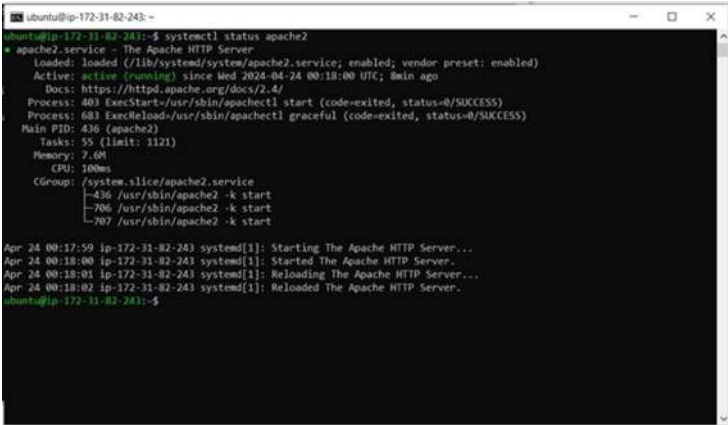 ubuntu@ip-172-31-82-243: ~
ubuntu@ip-172-31-82-243:~$ systemctl status apache2
● apache2.service - The Apache HTTP Server
Loaded: loaded (/lib/systemd/system/apache2.service; enabled; vendor preset: enabled)
Active: active (running) since Wed 2024-04-24 00:18:00 UTC; 8min ago
Docs: https://httpd.apache.org/docs/2.4/
Process: 403 ExecStart=/usr/sbin/apachectl start (code=exited, status=0/SUCCESS)
Process: 683 ExecReload=/usr/sbin/apachectl graceful (code=exited, status=0/SUCCESS)
Main PID: 436 (apache2)
Tasks: 55 (limit: 1121)
Memory: 7.6M
CPU: 100ms
CGroup: /system.slice/apache2.service
├─436 /usr/sbin/apache2 -k start
├─706 /usr/sbin/apache2 -k start
└─707 /usr/sbin/apache2 -k start
Apr 24 00:17:59 ip-172-31-82-243 systemd[1]: Starting The Apache HTTP Server...
Apr 24 00:18:00 ip-172-31-82-243 systemd[1]: Started The Apache HTTP Server.
Apr 24 00:18:01 ip-172-31-82-243 systemd[1]: Reloading The Apache HTTP Server...
Apr 24 00:18:02 ip-172-31-82-243 systemd[1]: Reloaded The Apache HTTP Server.
ubuntu@ip-172-31-82-243:~$